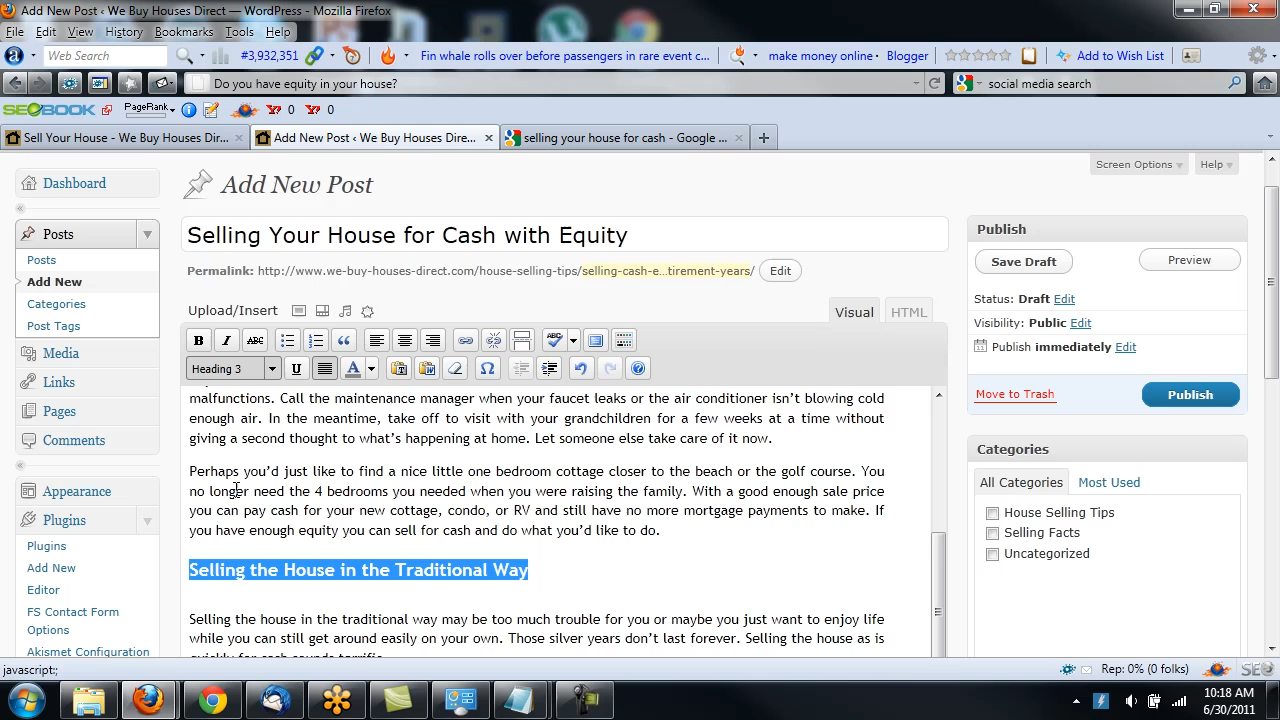 Add New Post ‹ We Buy Houses Direct — WordPress - Mozilla Firefox
File Edit View History Bookmarks Tools Help
Web Search #3,932,351 Fin whale rolls over before passengers in rare event c... make money online Blogger Add to Wish List
Do you have equity in your house? social media search
SEOBOOK PageRank 0 0
Sell Your House - We Buy Houses Dir... Add New Post ‹ We Buy Houses Dire... selling your house for cash - Google ...
Screen Options Help
Dashboard
Add New Post
Posts
Posts
Add New
Categories
Post Tags
Media
Links
Pages
Comments
Appearance
Plugins
Plugins
Add New
Editor
FS Contact Form Options
Akismet Configuration
Selling Your House for Cash with Equity
Permalink: http://www.we-buy-houses-direct.com/house-selling-tips/selling-cash-e...tirement-years/ Edit
Upload/Insert Visual HTML
B I ABC ABC
Heading 3 U A Ω
malfunctions. Call the maintenance manager when your faucet leaks or the air conditioner isn't blowing cold
enough air. In the meantime, take off to visit with your grandchildren for a few weeks at a time without
giving a second thought to what's happening at home. Let someone else take care of it now.
Perhaps you'd just like to find a nice little one bedroom cottage closer to the beach or the golf course. You
no longer need the 4 bedrooms you needed when you were raising the family. With a good enough sale price
you can pay cash for your new cottage, condo, or RV and still have no more mortgage payments to make. If
you have enough equity you can sell for cash and do what you'd like to do.
Selling the House in the Traditional Way
Selling the house in the traditional way may be too much trouble for you or maybe you just want to enjoy life
while you can still get around easily on your own. Those silver years don't last forever. Selling the house as is
quickly for cash sounds terrific.
Publish
Save Draft Preview
Status: Draft Edit
Visibility: Public Edit
Publish immediately Edit
Move to Trash Publish
Categories
All Categories Most Used
House Selling Tips
Selling Facts
Uncategorized
javascript:; Rep: 0% (0 folks)
10:18 AM
6/30/2011